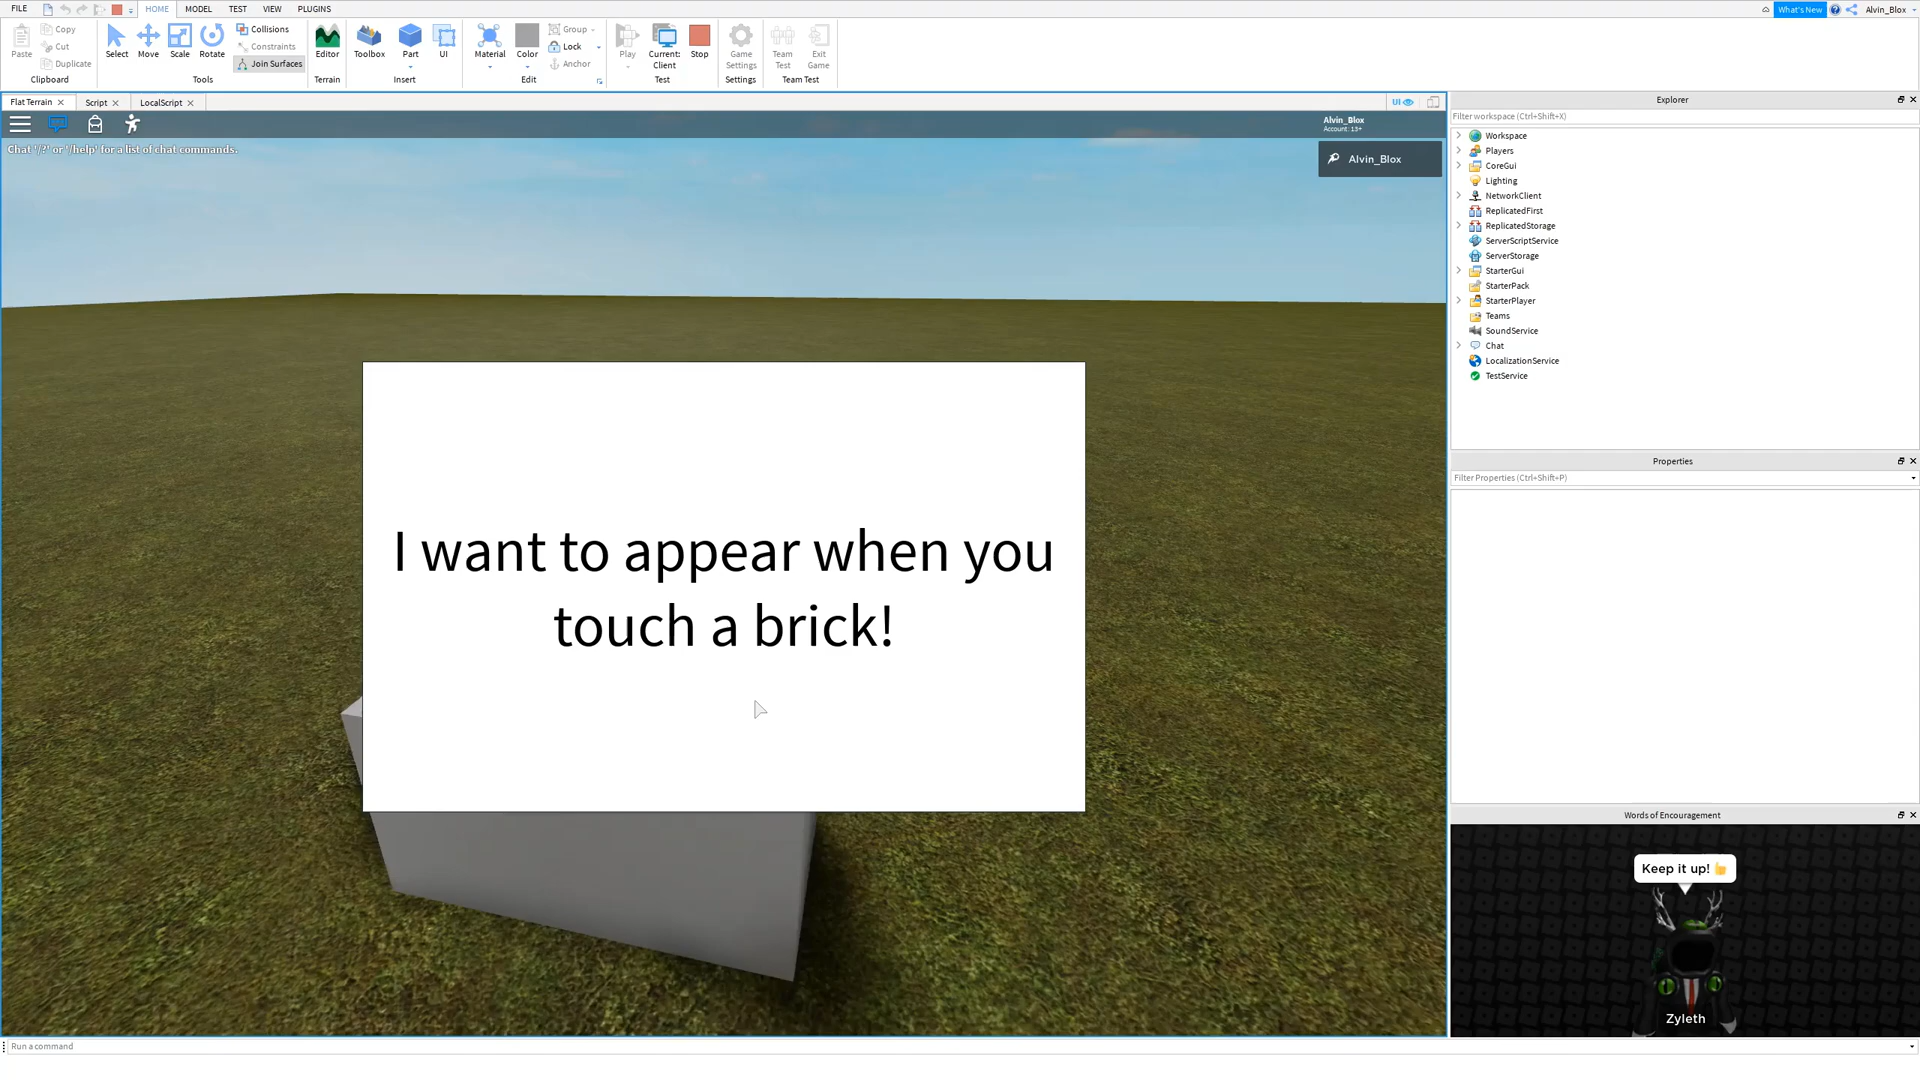 FILE
HOME
MODEL
TEST
VIEW
PLUGINS
What's New
Alvin_Blox
Paste
Copy
Cut
Duplicate
Clipboard
Select
Move
Scale
Rotate
Collisions
Constraints
Join Surfaces
Tools
Editor
Terrain
Toolbox
Part
UI
Insert
Material
Color
Group
Lock
Anchor
Edit
Play
Current:
Client
Stop
Test
Game
Settings
Settings
Team
Test
Exit
Game
Team Test
Flat Terrain
Script
LocalScript
UI
Alvin_Blox
Account: 13+
Chat '/?' or '/help' for a list of chat commands.
Alvin_Blox
I want to appear when you
touch a brick!
Explorer
Filter workspace (Ctrl+Shift+X)
Workspace
Players
CoreGui
Lighting
NetworkClient
ReplicatedFirst
ReplicatedStorage
ServerScriptService
ServerStorage
StarterGui
StarterPack
StarterPlayer
Teams
SoundService
Chat
LocalizationService
TestService
Properties
Filter Properties (Ctrl+Shift+P)
Words of Encouragement
Keep it up!
Zyleth
Run a command